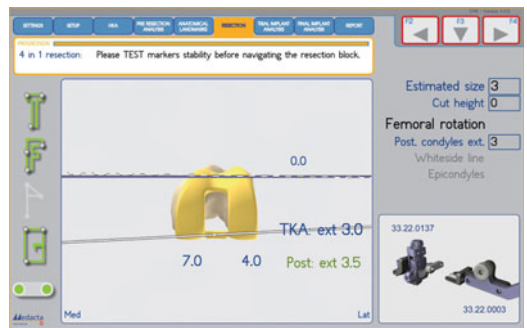 SETTINGS
SETUP
HKA
PRE RESECTION
ANALYSIS
ANATOMICAL
LANDMARKS
RESECTION
TRIAL IMPLANT
ANALYSIS
FINAL IMPLANT
ANALYSIS
REPORT
F2
F3
F4
4 in 1 resection: Please TEST markers stability before navigating the resection block.
Estimated size 3
Cut height 0
Femoral rotation
Post. condyles ext. 3
Whiteside line
Epicondyles
T
F
G
0.0
TKA: ext 3.0
7.0 4.0 Post: ext 3.5
Med Lat
33.22.0137
33.22.0003
Medacta